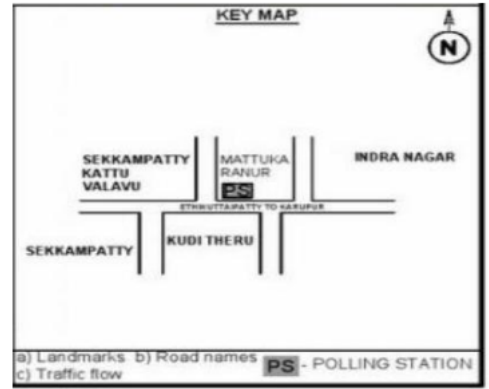 KEY MAP
N
SEKKAMPATTY
KATTU
VALAVU
MATTUKA
RANUR
PS
INDRA NAGAR
ETHIKUTTAIPATTY TO KARUPUR
KUDI THERU
SEKKAMPATTY
a) Landmarks b) Road names
c) Traffic flow
PS - POLLING STATION